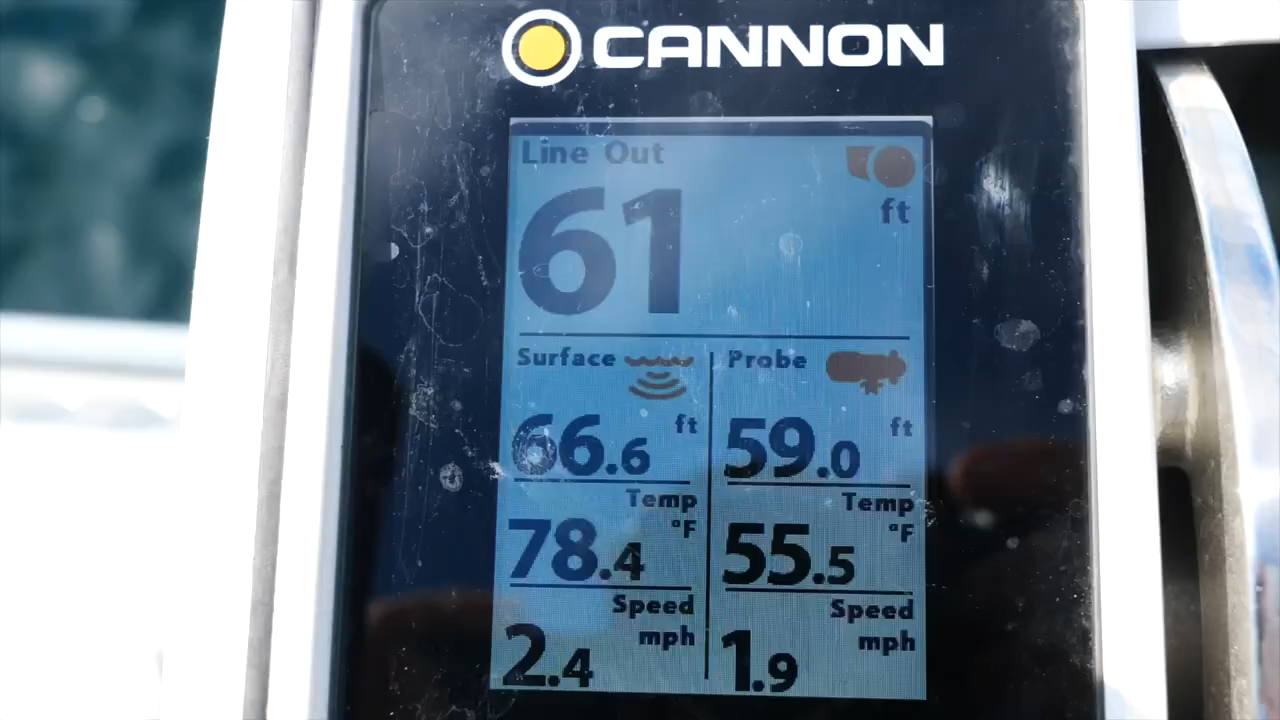 CANNON
Line Out
61 ft
Surface Probe
66.6 ft 59.0 ft
Temp Temp
78.4 °F 55.5 °F
Speed Speed
2.4 mph 1.9 mph